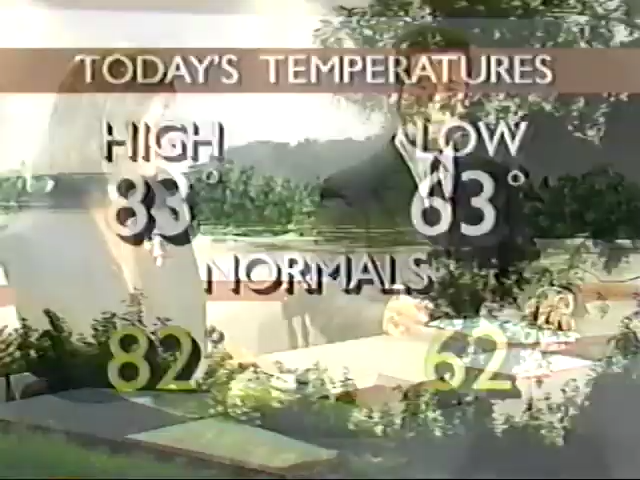 TODAY'S TEMPERATURES
HIGH LOW
83° 63°
NORMALS
82 62